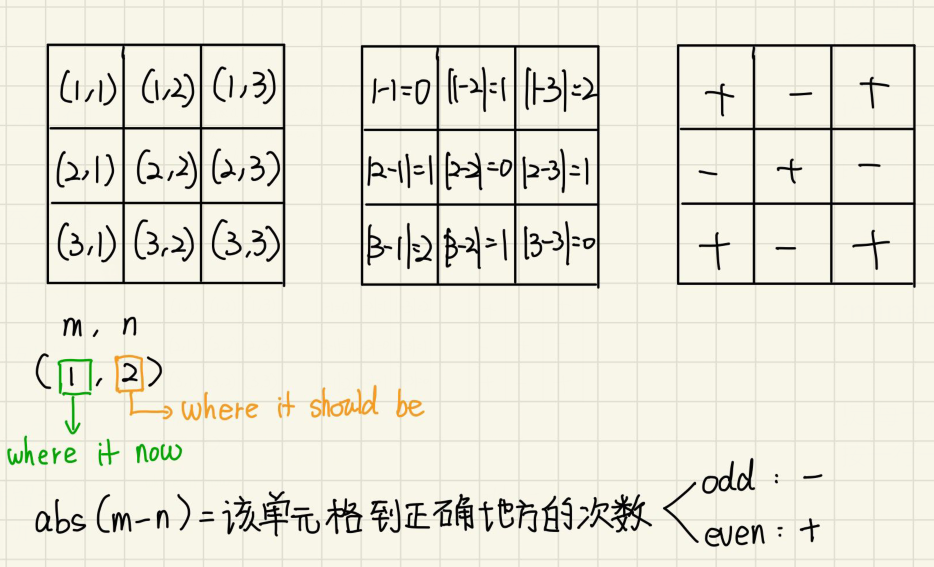 (1,1) (1,2) (1,3)
(2,1) (2,2) (2,3)
(3,1) (3,2) (3,3)
1-1=0 |1-2|=1 |1-3|=2
|2-1|=1 |2-2|=0 |2-3|=1
|3-1|=2 |3-2|=1 |3-3|=0
+ - +
- + -
+ - +
m, n
(1, 2)
where it should be
where it now
abs(m-n)=该单元格到正确地方的次数
odd: -
even: +